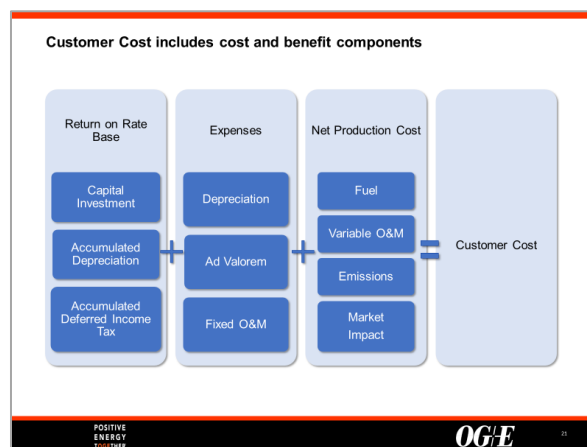 Customer Cost includes cost and benefit components
Return on Rate
Base
Capital
Investment
Accumulated
Depreciation
Accumulated
Deferred Income
Tax
+
Expenses
Depreciation
Ad Valorem
Fixed O&M
+
Net Production Cost
Fuel
Variable O&M
Emissions
Market
Impact
=
Customer Cost
POSITIVE
ENERGY
TOGETHER
OG+E
21